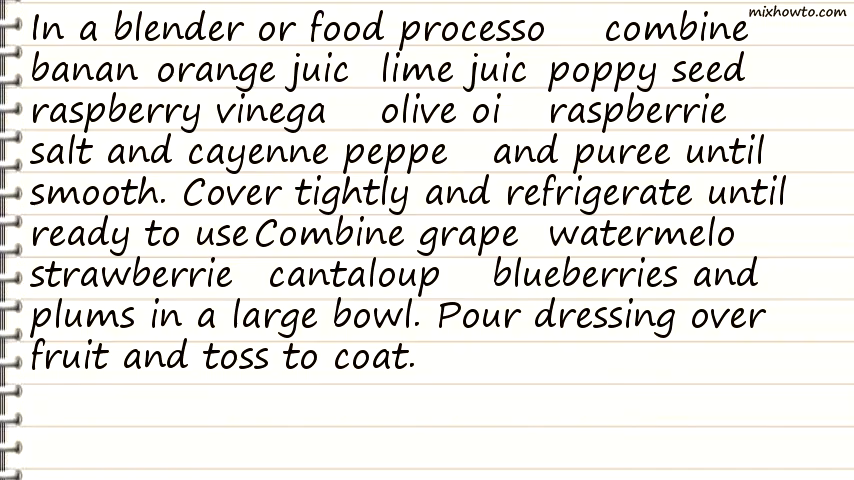 mixhowto.com
In a blender or food processo combine
banan orange juic lime juic poppy seed
raspberry vinega olive oi raspberrie
salt and cayenne peppe and puree until
smooth. Cover tightly and refrigerate until
ready to use Combine grape watermelo
strawberrie cantaloup blueberries and
plums in a large bowl. Pour dressing over
fruit and toss to coat.